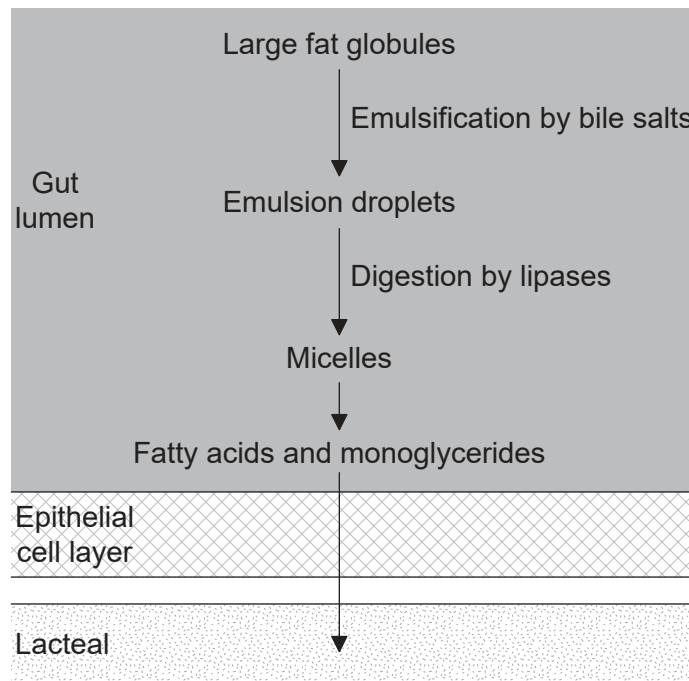 Large fat globules
Emulsification by bile salts
Gut
lumen
Emulsion droplets
Digestion by lipases
Micelles
Fatty acids and monoglycerides
Epithelial
cell layer
Lacteal